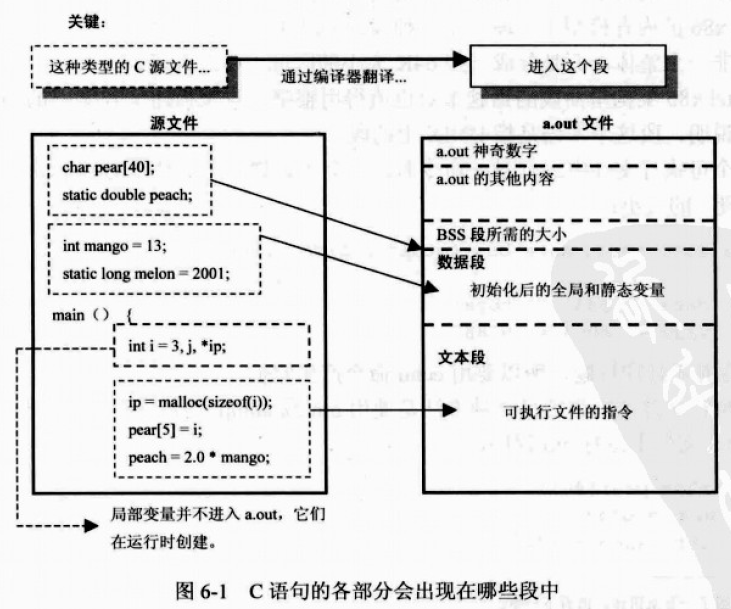 关键：
这种类型的 C 源文件...
通过编译器翻译...
进入这个段
源文件
char pear[40];
static double peach;
int mango = 13;
static long melon = 2001;
main（） {
int i = 3, j, *ip;
ip = malloc(sizeof(i));
pear[5] = i;
peach = 2.0 * mango;
局部变量并不进入 a.out，它们
在运行时创建。
a.out 文件
a.out 神奇数字
a.out 的其他内容
BSS 段所需的大小
数据段
初始化后的全局和静态变量
文本段
可执行文件的指令
图 6-1 C 语句的各部分会出现在哪些段中